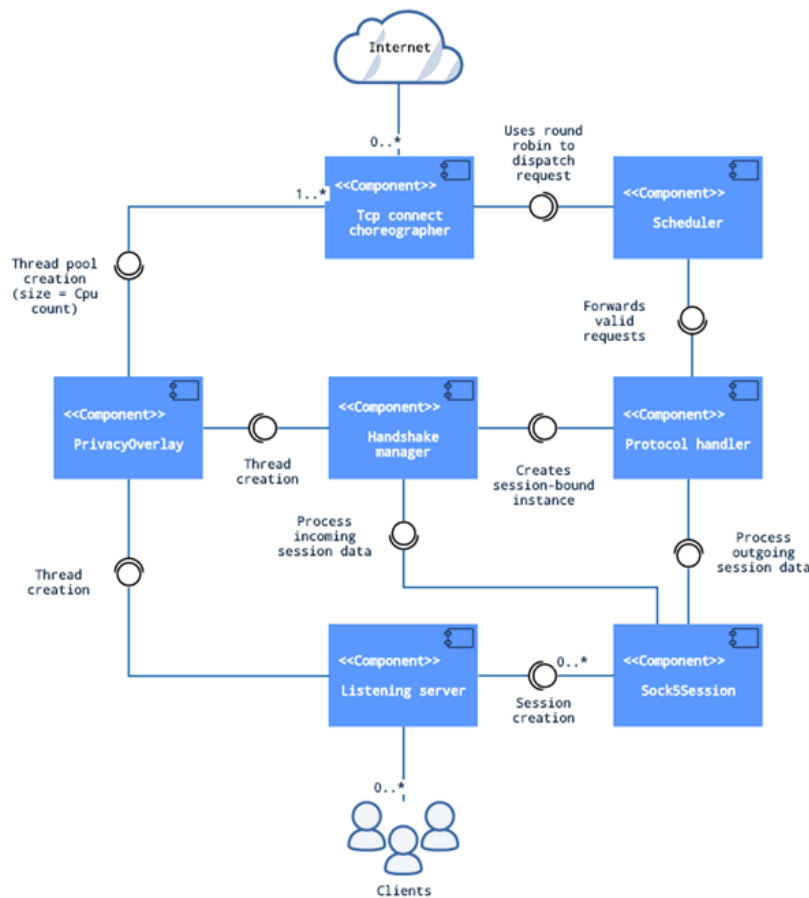 Internet
0..*
Uses round
robin to
dispatch
request
1..*
<<Component>>
Tcp connect
choreographer
<<Component>>
Scheduler
Thread pool
creation
(size = Cpu
count)
Forwards
valid
requests
<<Component>>
PrivacyOverlay
<<Component>>
Handshake
manager
<<Component>>
Protocol handler
Thread
creation
Creates
session-bound
instance
Process
incoming
session data
Process
outgoing
session data
Thread
creation
<<Component>>
Listening server
0..*
<<Component>>
Sock5Session
Session
creation
0..*
Clients